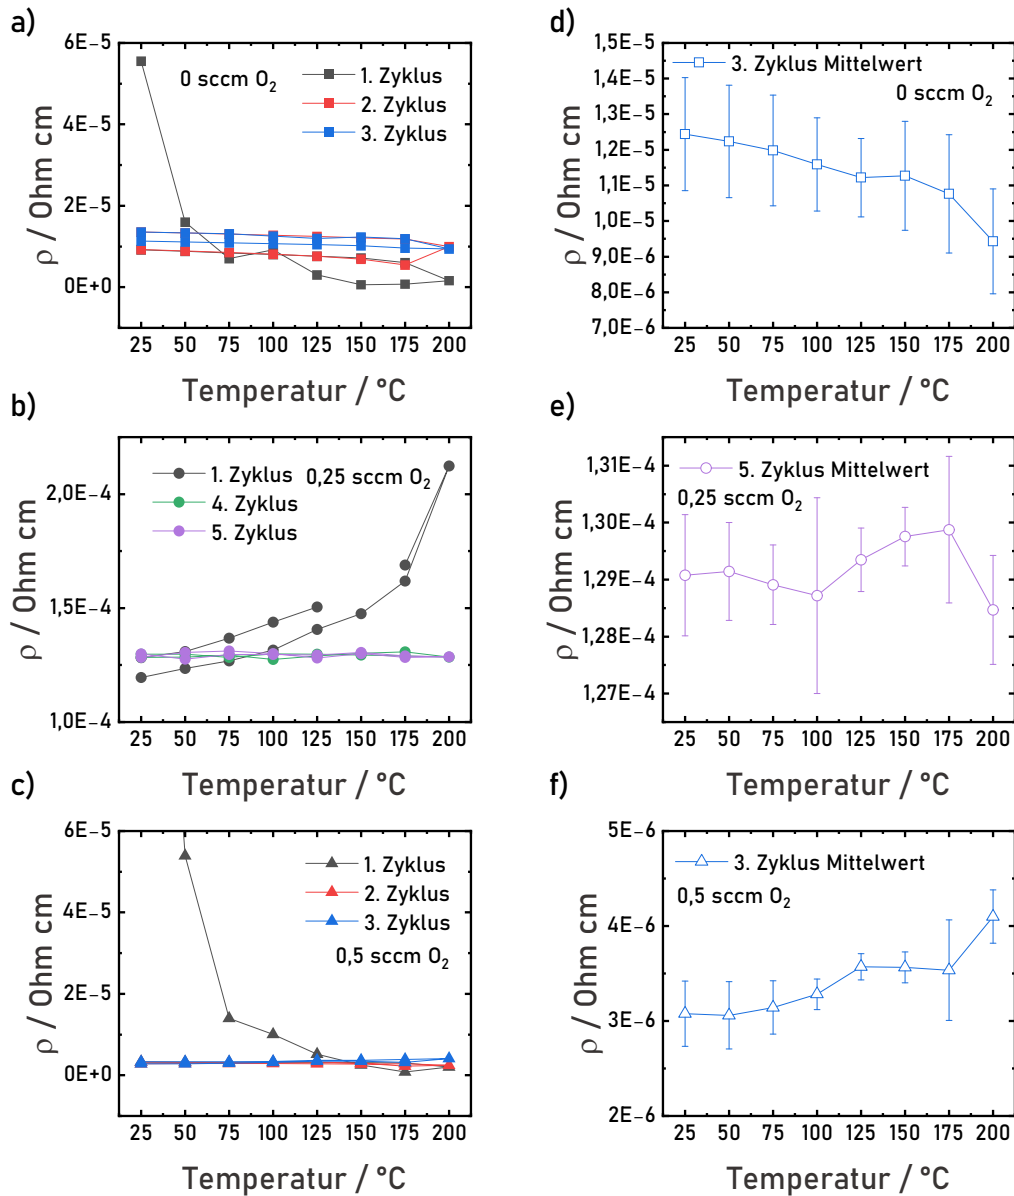 a)
6E−5
4E−5
2E−5
0E+0
ρ / Ohm cm
0 sccm O₂
1. Zyklus
2. Zyklus
3. Zyklus
25 50 75 100 125 150 175 200
Temperatur / °C
d)
1,5E−5
1,4E−5
1,3E−5
1,2E−5
1,1E−5
1,0E−5
9,0E−6
8,0E−6
7,0E−6
ρ / Ohm cm
3. Zyklus Mittelwert
0 sccm O₂
25 50 75 100 125 150 175 200
Temperatur / °C
b)
2,0E−4
1,5E−4
1,0E−4
ρ / Ohm cm
1. Zyklus
0,25 sccm O₂
4. Zyklus
5. Zyklus
25 50 75 100 125 150 175 200
Temperatur / °C
e)
1,31E−4
1,30E−4
1,29E−4
1,28E−4
1,27E−4
ρ / Ohm cm
5. Zyklus Mittelwert
0,25 sccm O₂
25 50 75 100 125 150 175 200
Temperatur / °C
c)
6E−5
4E−5
2E−5
0E+0
ρ / Ohm cm
1. Zyklus
2. Zyklus
3. Zyklus
0,5 sccm O₂
25 50 75 100 125 150 175 200
Temperatur / °C
f)
5E−6
4E−6
3E−6
2E−6
ρ / Ohm cm
3. Zyklus Mittelwert
0,5 sccm O₂
25 50 75 100 125 150 175 200
Temperatur / °C